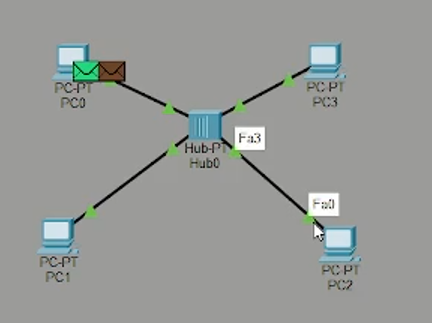 PC-PT
PC0
PC-PT
PC3
Hub-PT
Hub0
Fa3
Fa0
PC-PT
PC1
PC-PT
PC2